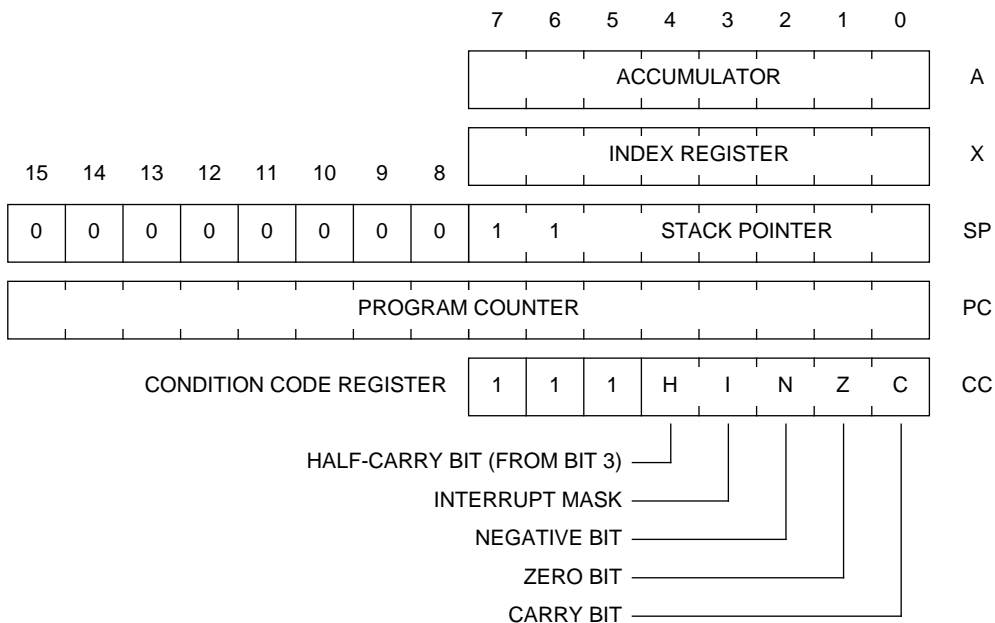 7 6 5 4 3 2 1 0
ACCUMULATOR A
INDEX REGISTER X
15 14 13 12 11 10 9 8
0 0 0 0 0 0 0 0 1 1 STACK POINTER SP
PROGRAM COUNTER PC
CONDITION CODE REGISTER 1 1 1 H I N Z C CC
HALF-CARRY BIT (FROM BIT 3)
INTERRUPT MASK
NEGATIVE BIT
ZERO BIT
CARRY BIT